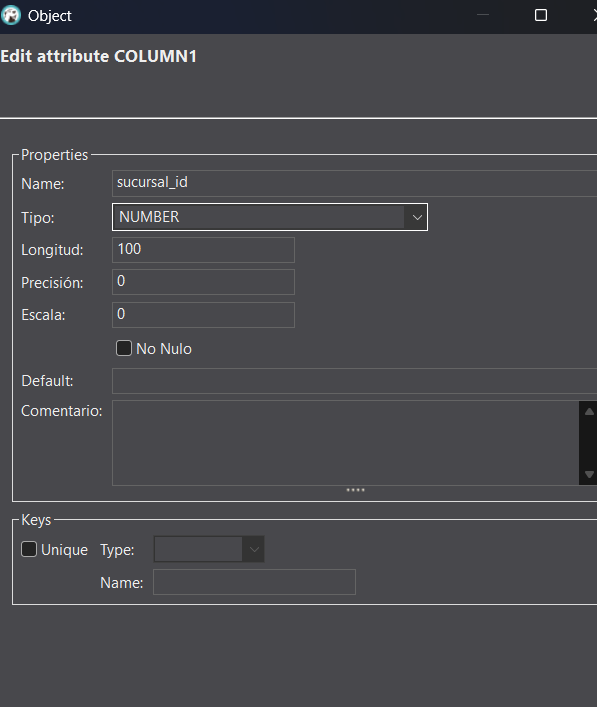 Object
Edit attribute COLUMN1
Properties
Name: sucursal_id
Tipo: NUMBER
Longitud: 100
Precisión: 0
Escala: 0
No Nulo
Default:
Comentario:
Keys
Unique Type:
Name: